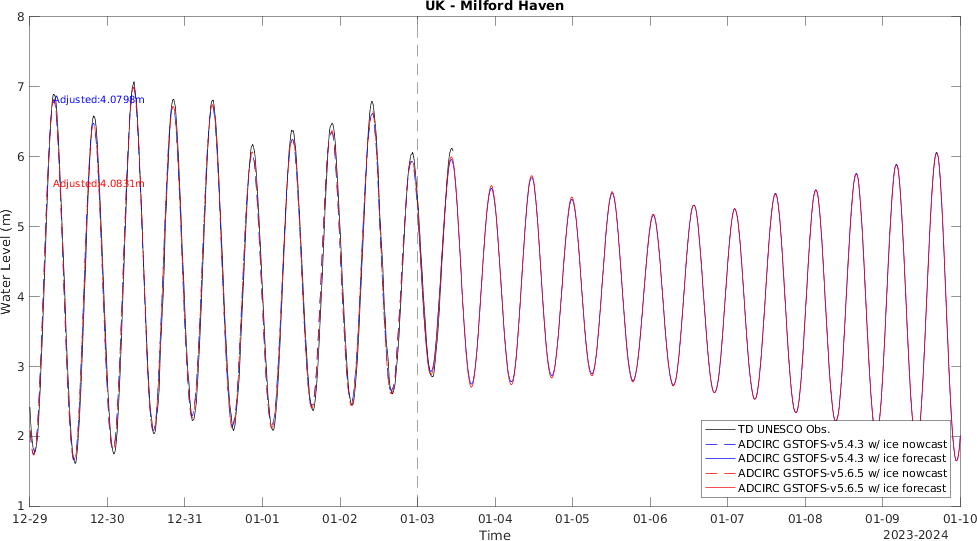 UK - Milford Haven
8
7
6
5
4
3
2
1
Water Level (m)
Adjusted:4.0798m
Adjusted:4.0831m
TD UNESCO Obs.
ADCIRC GSTOFS-v5.4.3 w/ ice nowcast
ADCIRC GSTOFS-v5.4.3 w/ ice forecast
ADCIRC GSTOFS-v5.6.5 w/ ice nowcast
ADCIRC GSTOFS-v5.6.5 w/ ice forecast
12-29 12-30 12-31 01-01 01-02 01-03 01-04 01-05 01-06 01-07 01-08 01-09 01-10
Time
2023-2024